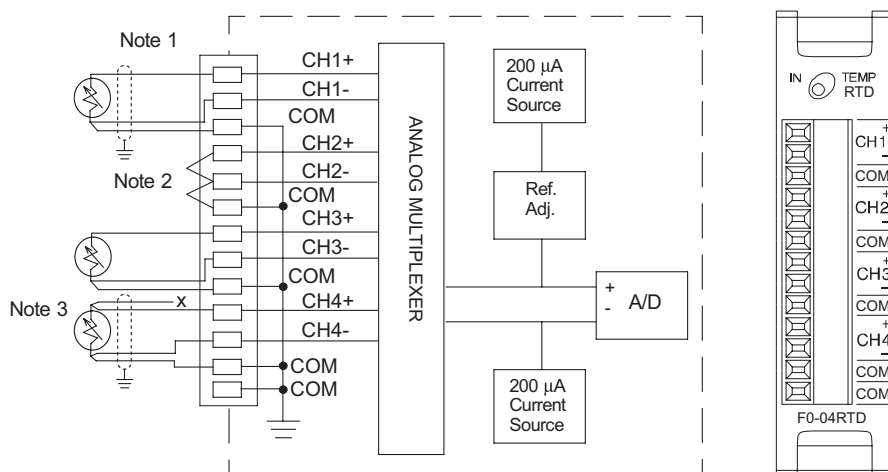 Note 1
Note 2
Note 3
CH1+
CH1-
COM
CH2+
CH2-
COM
CH3+
CH3-
COM
CH4+
x
CH4-
COM
COM
ANALOG MULTIPLEXER
200 μA
Current
Source
Ref.
Adj.
+
-
A/D
200 μA
Current
Source
IN
TEMP
RTD
+
CH1
–
COM
+
CH2
–
COM
+
CH3
–
COM
+
CH4
–
COM
COM
F0-04RTD